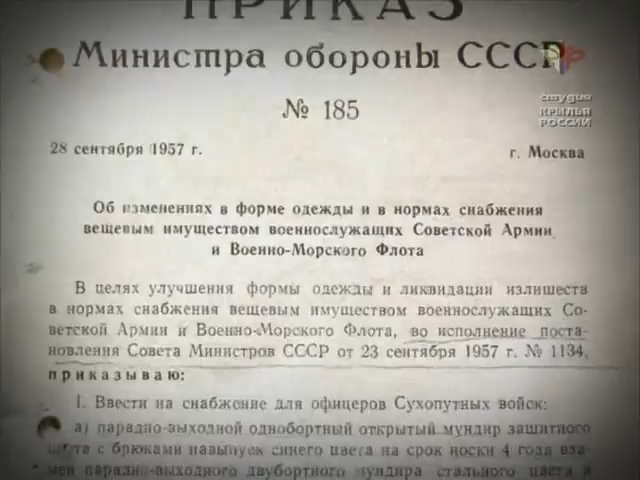 ПРИКАЗ
Министра обороны СССР
студия
КРЫЛЬЯ
РОССИИ
№ 185
28 сентября 1957 г.
г. Москва
Об изменениях в форме одежды и в нормах снабжения
вещевым имуществом военнослужащих Советской Армии
и Военно-Морского Флота
В целях улучшения формы одежды и ликвидации излишеств
в нормах снабжения вещевым имуществом военнослужащих Со-
ветской Армии и Военно-Морского Флота, во исполнение поста-
новления Совета Министров СССР от 23 сентября 1957 г. № 1134,
приказываю:
1. Ввести на снабжение для офицеров Сухопутных войск:
а) парадно-выходной однобортный открытый мундир защитного
цвета с брюками навыпуск синего цвета на срок носки 4 года вза-
мен парадно-выходного двубортного мундира стального цвета и